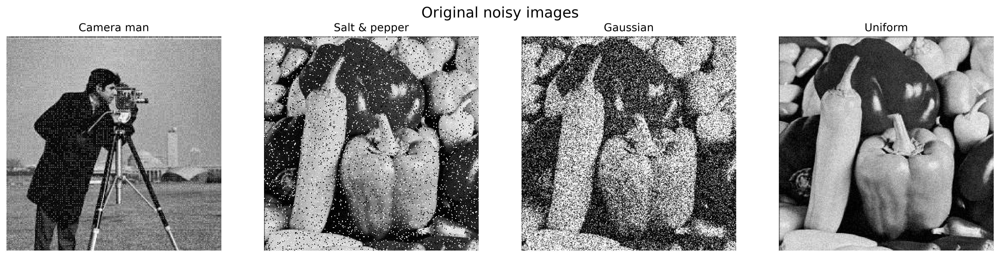 Original noisy images
Camera man
Salt & pepper
Gaussian
Uniform